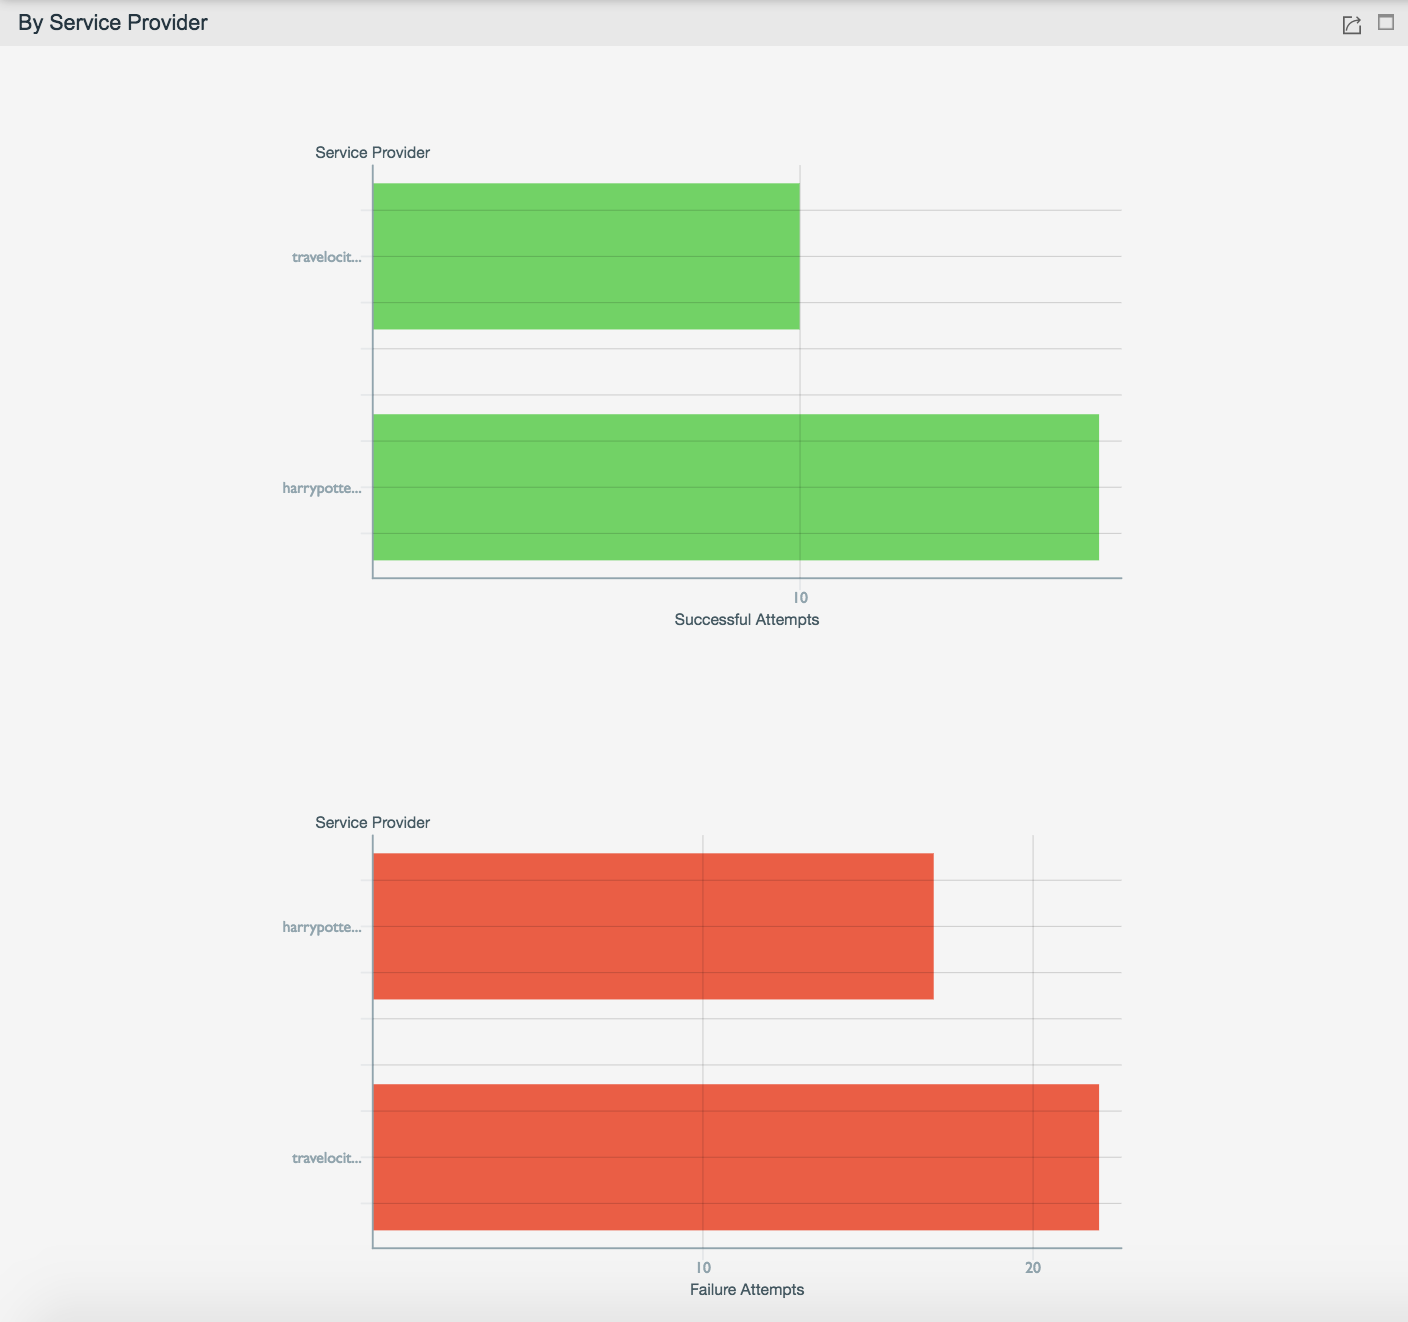 By Service Provider
Service Provider
travelocit...
harrypotte...
10
Successful Attempts
Service Provider
harrypotte...
travelocit...
10 20
Failure Attempts